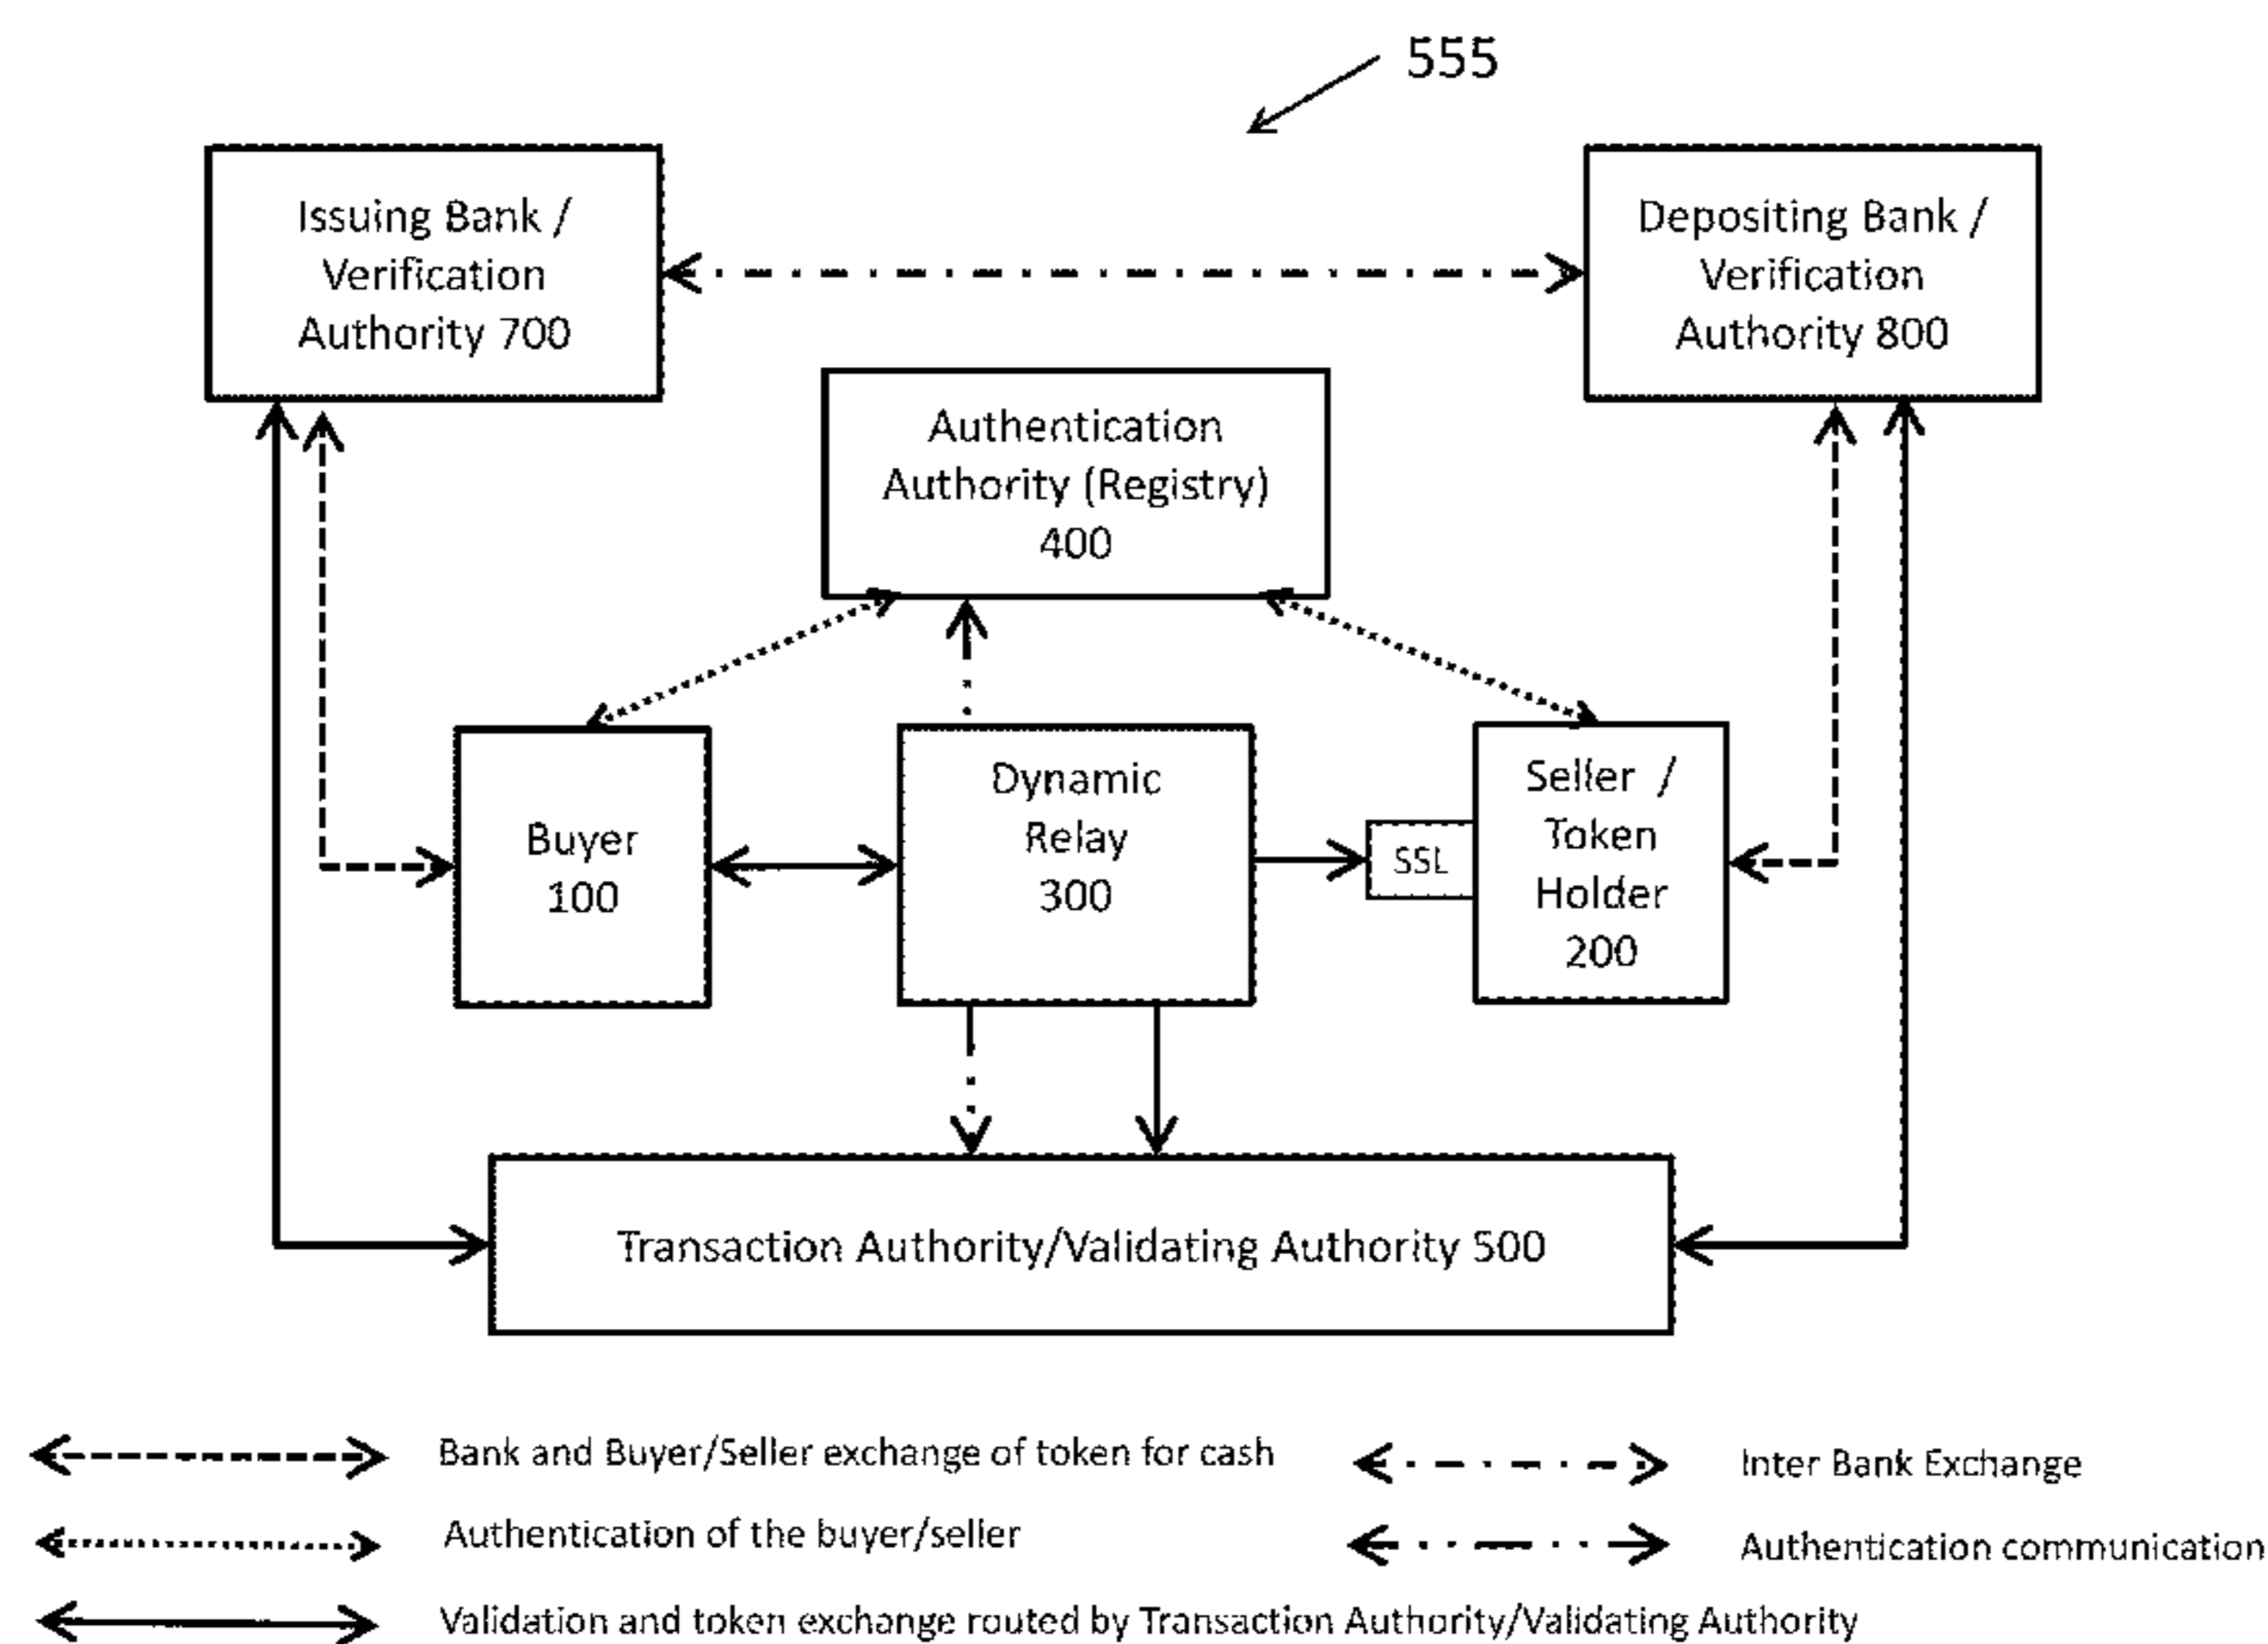 555
Issuing Bank /
Verification
Authority 700
Depositing Bank /
Verification
Authority 800
Authentication
Authority (Registry)
400
Buyer
100
Dynamic
Relay
300
SSL
Seller /
Token
Holder
200
Transaction Authority/Validating Authority 500
Bank and Buyer/Seller exchange of token for cash
Inter Bank Exchange
Authentication of the buyer/seller
Authentication communication
Validation and token exchange routed by Transaction Authority/Validating Authority